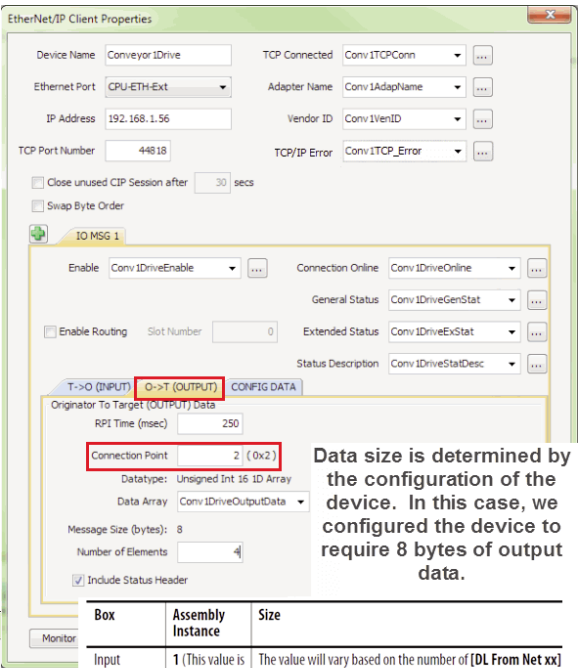 EtherNet/IP Client Properties
Device Name Conveyor1Drive TCP Connected Conv1TCPConn ...
Ethernet Port CPU-ETH-Ext Adapter Name Conv1AdapName ...
IP Address 192.168.1.56 Vendor ID Conv1VenID ...
TCP Port Number 44818 TCP/IP Error Conv1TCP_Error ...
Close unused CIP Session after 30 secs
Swap Byte Order
IO MSG 1
Enable Conv1DriveEnable ... Connection Online Conv1DriveOnline ...
General Status Conv1DriveGenStat ...
Enable Routing Slot Number 0 Extended Status Conv1DriveExStat ...
Status Description Conv1DriveStatDesc ...
T->O (INPUT) O->T (OUTPUT) CONFIG DATA
Originator To Target (OUTPUT) Data
RPI Time (msec) 250
Connection Point 2 (0x2)
Datatype: Unsigned Int 16 1D Array
Data Array Conv1DriveOutputData
Message Size (bytes): 8
Number of Elements 4
Include Status Header
Data size is determined by
the configuration of the
device. In this case, we
configured the device to
require 8 bytes of output
data.
Monitor
Box Assembly Instance Size
Input 1 (This value is The value will vary based on the number of [DL From Net xx]